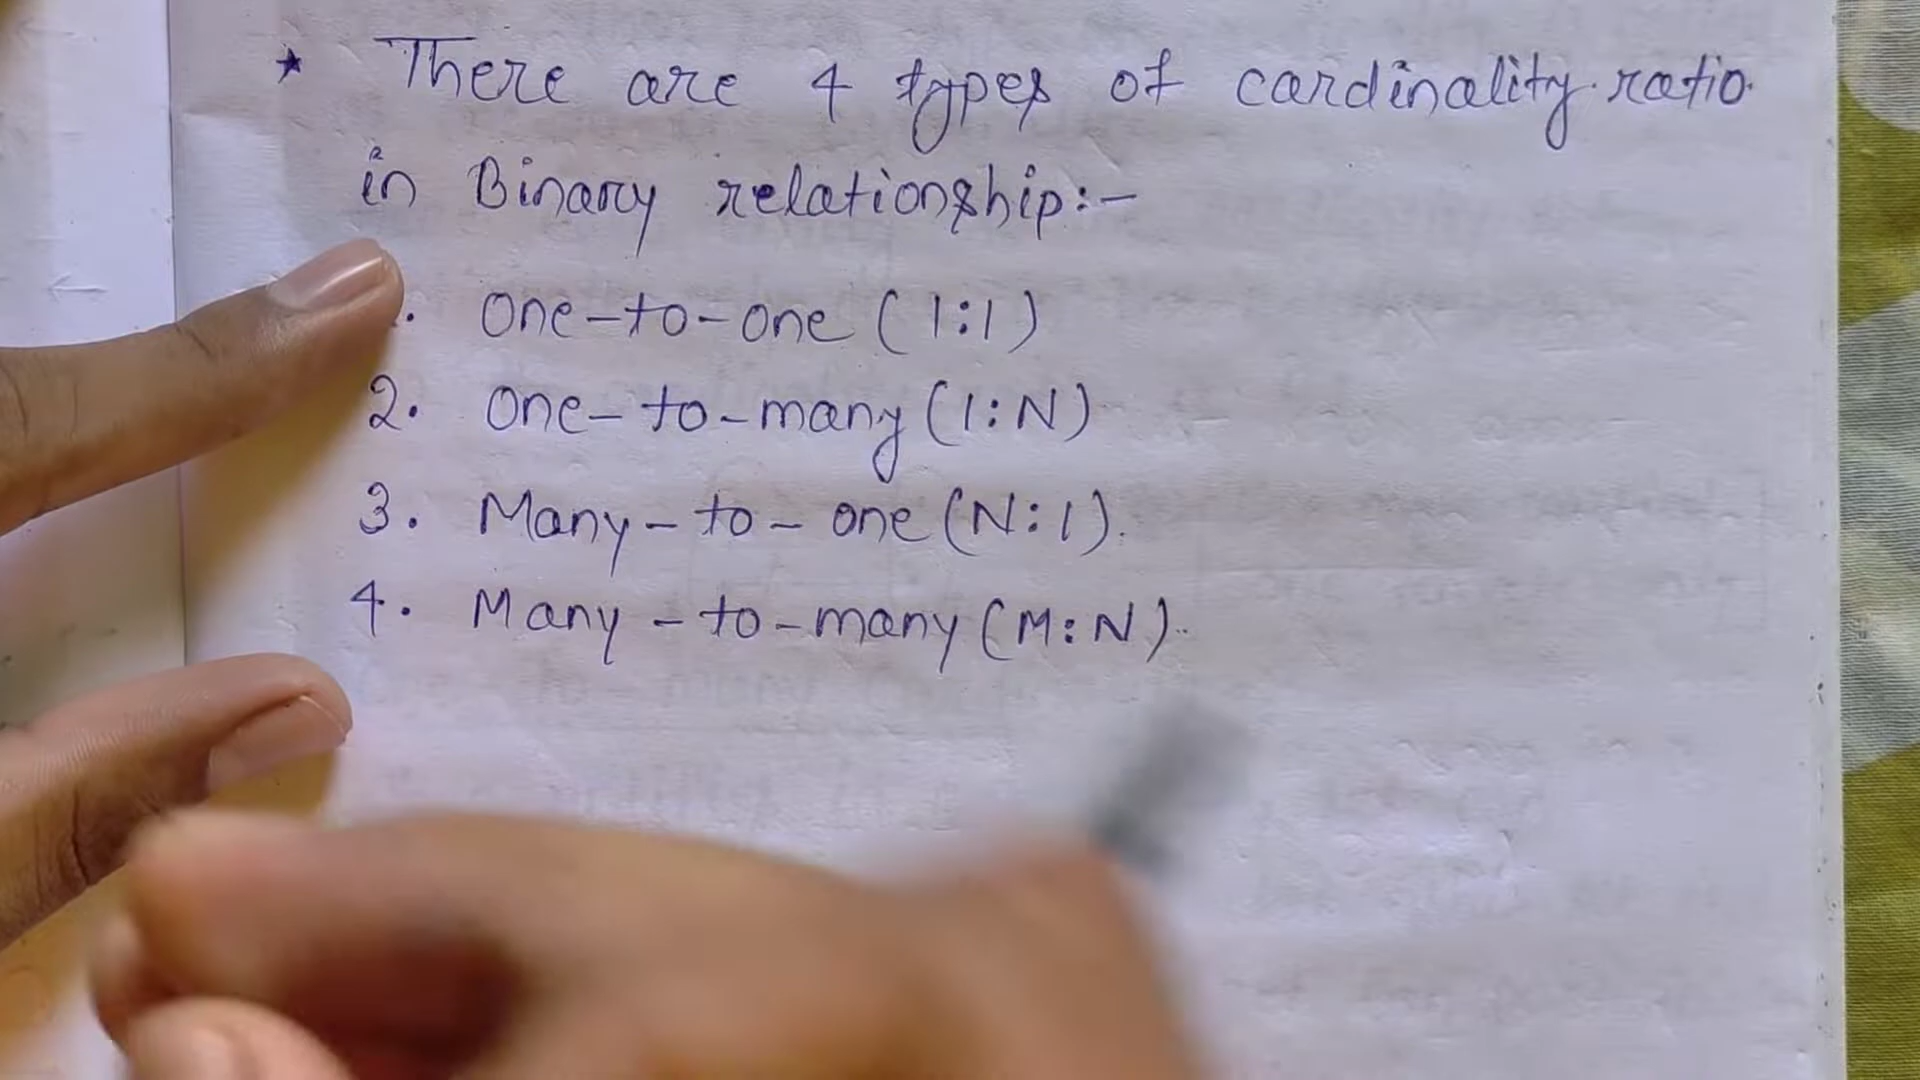 * There are 4 types of cardinality ratio
in Binary relationship:-
. One-to-one (1:1)
2. One-to-many (1:N)
3. Many-to-one (N:1).
4. Many-to-many (M:N).